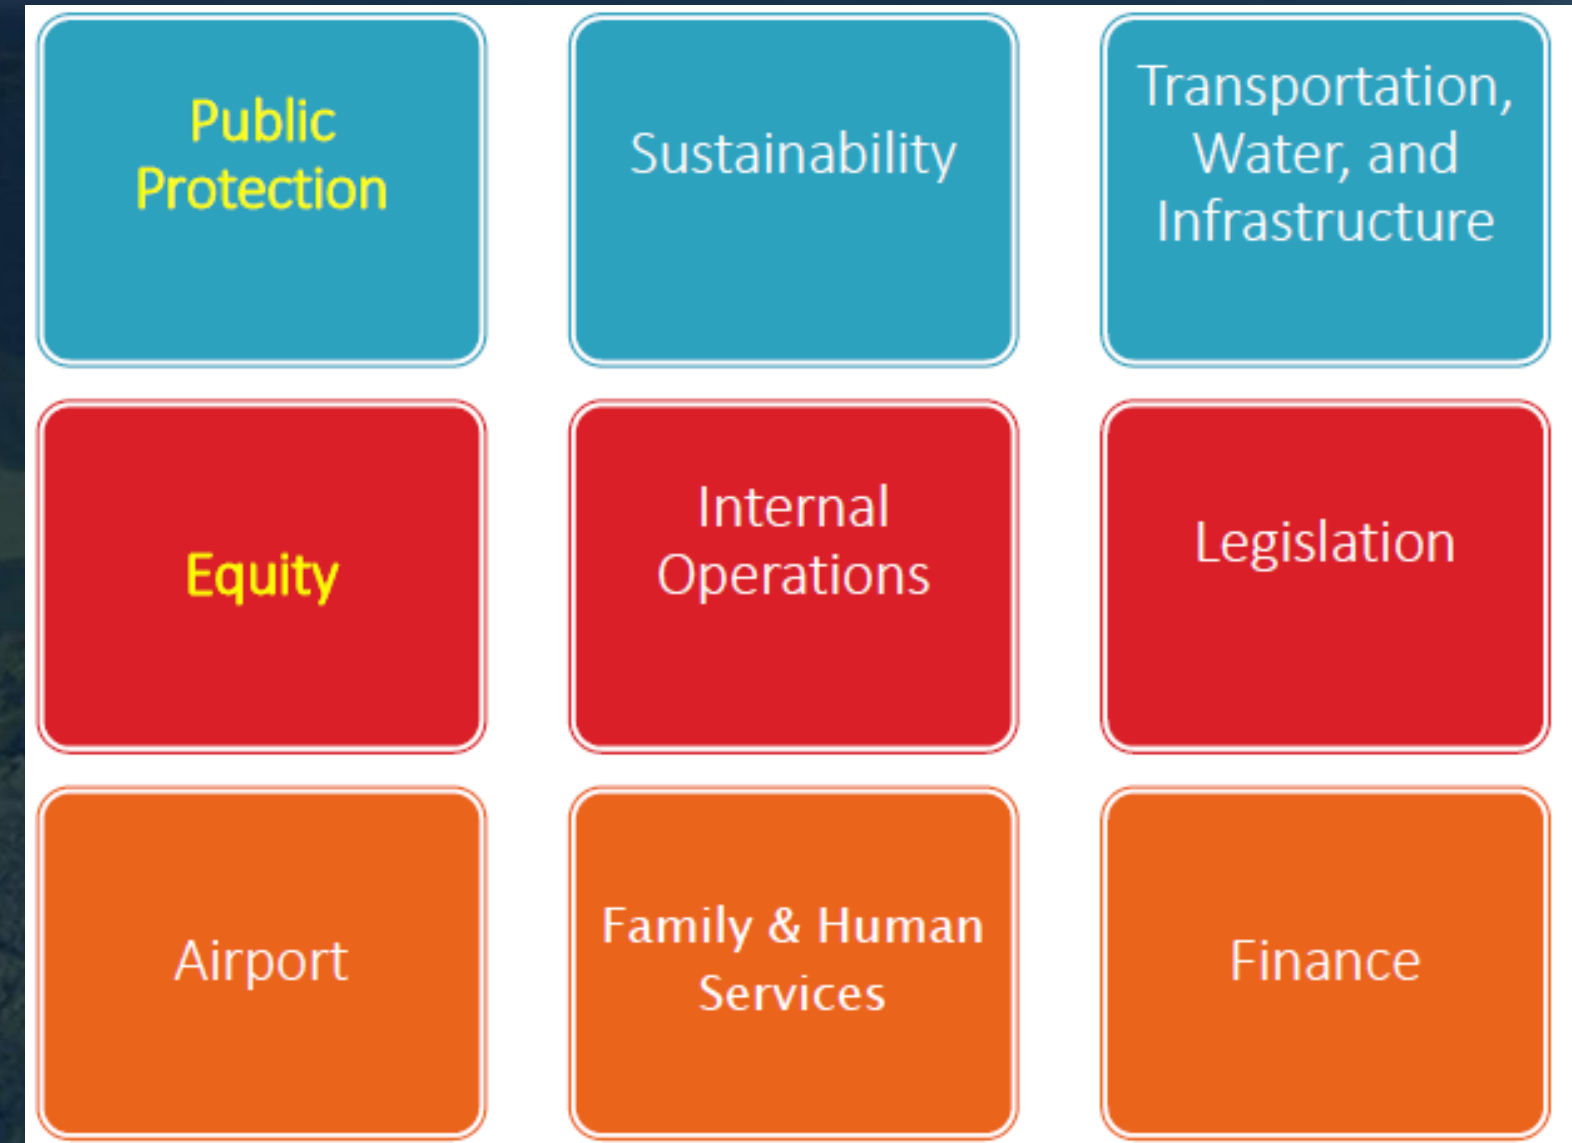 Public
Protection
Sustainability
Transportation,
Water, and
Infrastructure
Equity
Internal
Operations
Legislation
Airport
Family & Human
Services
Finance